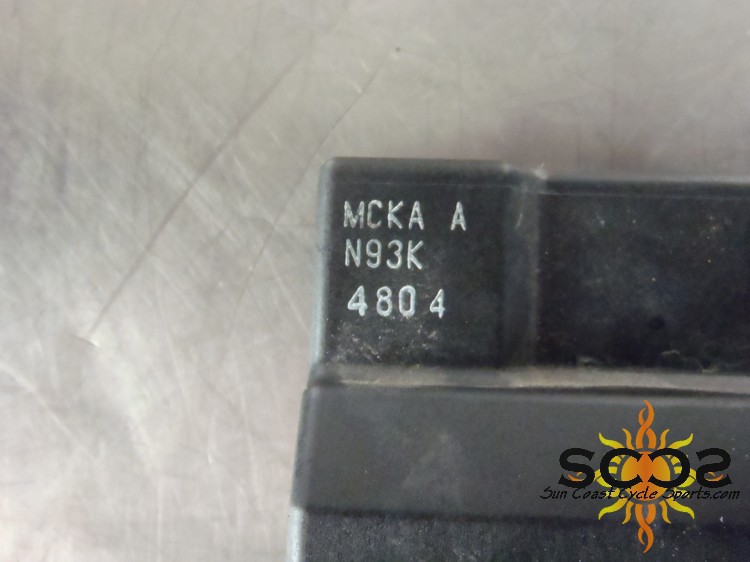 MCKA A
N93K
4804
SCCS
Sun Coast Cycle Sports.com